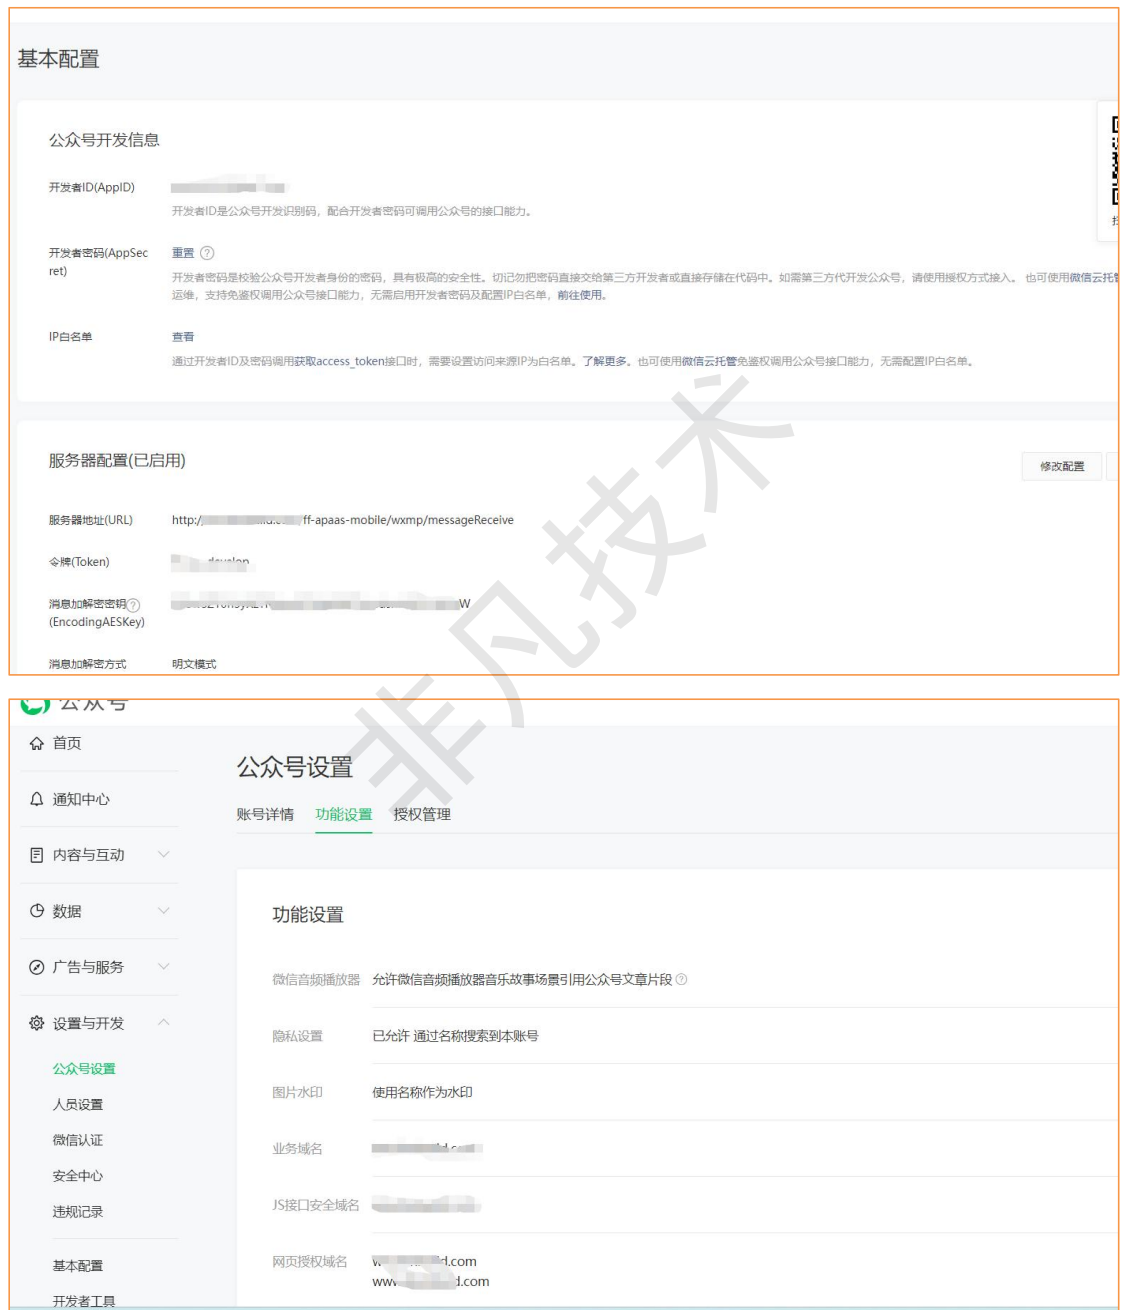 基本配置
公众号开发信息
开发者ID(AppID)
开发者ID是公众号开发识别码，配合开发者密码可调用公众号的接口能力。
开发者密码(AppSec
ret)
重置
开发者密码是校验公众号开发者身份的密码，具有极高的安全性。切记勿把密码直接交给第三方开发者或直接存储在代码中。如需第三方代开发公众号，请使用授权方式接入。 也可使用微信云托管
运维，支持免鉴权调用公众号接口能力，无需启用开发者密码及配置IP白名单，前往使用。
IP白名单
查看
通过开发者ID及密码调用获取access_token接口时，需要设置访问来源IP为白名单。了解更多。也可使用微信云托管免鉴权调用公众号接口能力，无需配置IP白名单。
服务器配置(已启用)
修改配置
服务器地址(URL)
http:/ /ff-apaas-mobile/wxmp/messageReceive
令牌(Token)
消息加解密密钥
(EncodingAESKey)
W
消息加解密方式 明文模式
非凡技术
公众号
首页
通知中心
内容与互动
数据
广告与服务
设置与开发
公众号设置
人员设置
微信认证
安全中心
违规记录
基本配置
开发者工具
公众号设置
账号详情 功能设置 授权管理
功能设置
微信音频播放器 允许微信音频播放器音乐故事场景引用公众号文章片段
隐私设置 已允许 通过名称搜索到本账号
图片水印 使用名称作为水印
业务域名
JS接口安全域名
网页授权域名 d.com
www. d.com